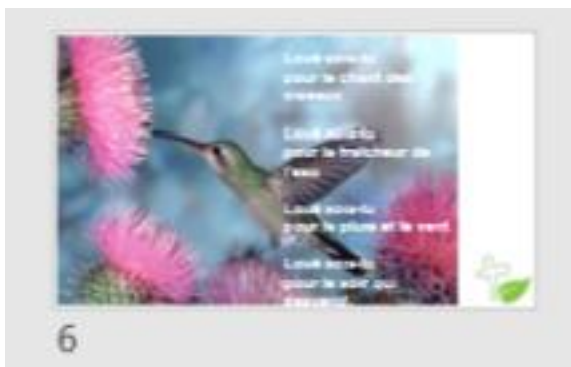 Loué sois-tu
pour le chant des
oiseaux
Loué sois-tu
pour la fraîcheur de
l'eau
Loué sois-tu
pour la pluie et le vent
Loué sois-tu
pour le soir qui
6